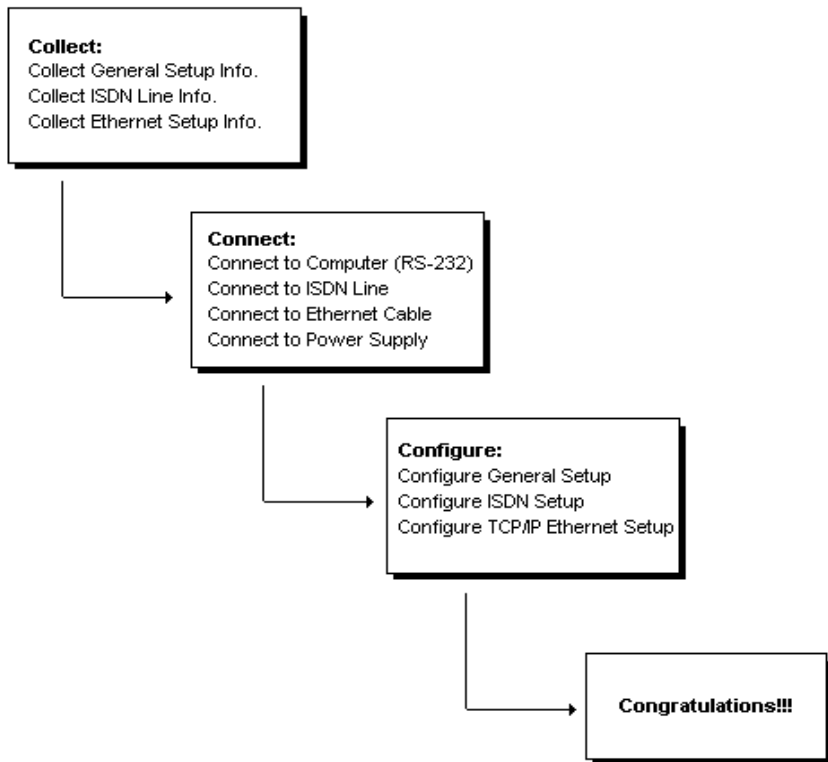 Collect:
Collect General Setup Info.
Collect ISDN Line Info.
Collect Ethernet Setup Info.
Connect:
Connect to Computer (RS-232)
Connect to ISDN Line
Connect to Ethernet Cable
Connect to Power Supply
Configure:
Configure General Setup
Configure ISDN Setup
Configure TCP/IP Ethernet Setup
Congratulations!!!